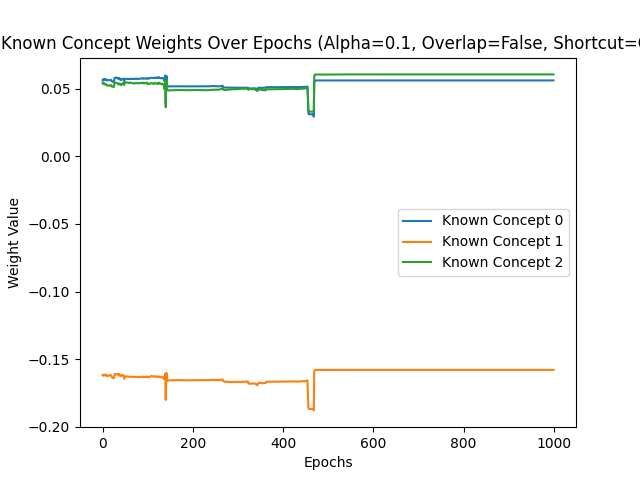 Known Concept Weights Over Epochs (Alpha=0.1, Overlap=False, Shortcut=
0.05
0.00
−0.05
−0.10
−0.15
−0.20
Weight Value
Known Concept 0
Known Concept 1
Known Concept 2
0 200 400 600 800 1000
Epochs